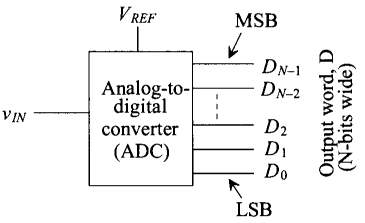 V_REF
MSB
D_N–1
D_N–2
Analog-to-
digital
converter
(ADC)
v_IN
D_2
D_1
D_0
LSB
Output word, D
(N-bits wide)